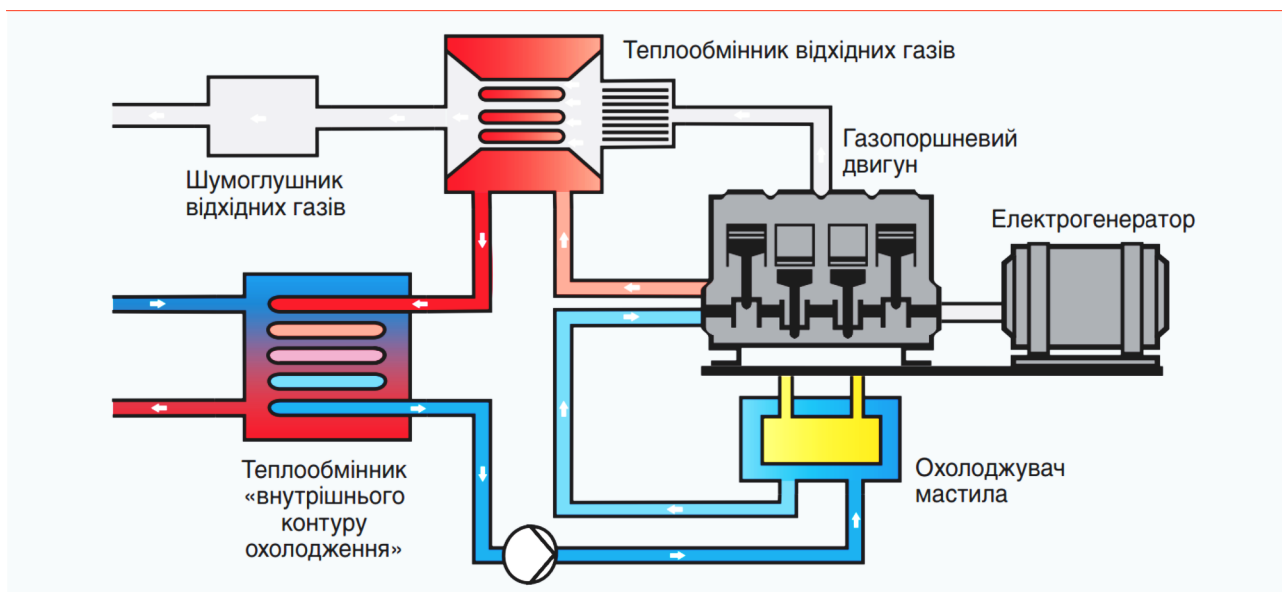 Теплообмінник відхідних газів
Газопоршневий
двигун
Шумоглушник
відхідних газів
Електрогенератор
Теплообмінник
«внутрішнього
контуру
охолодження»
Охолоджувач
мастила